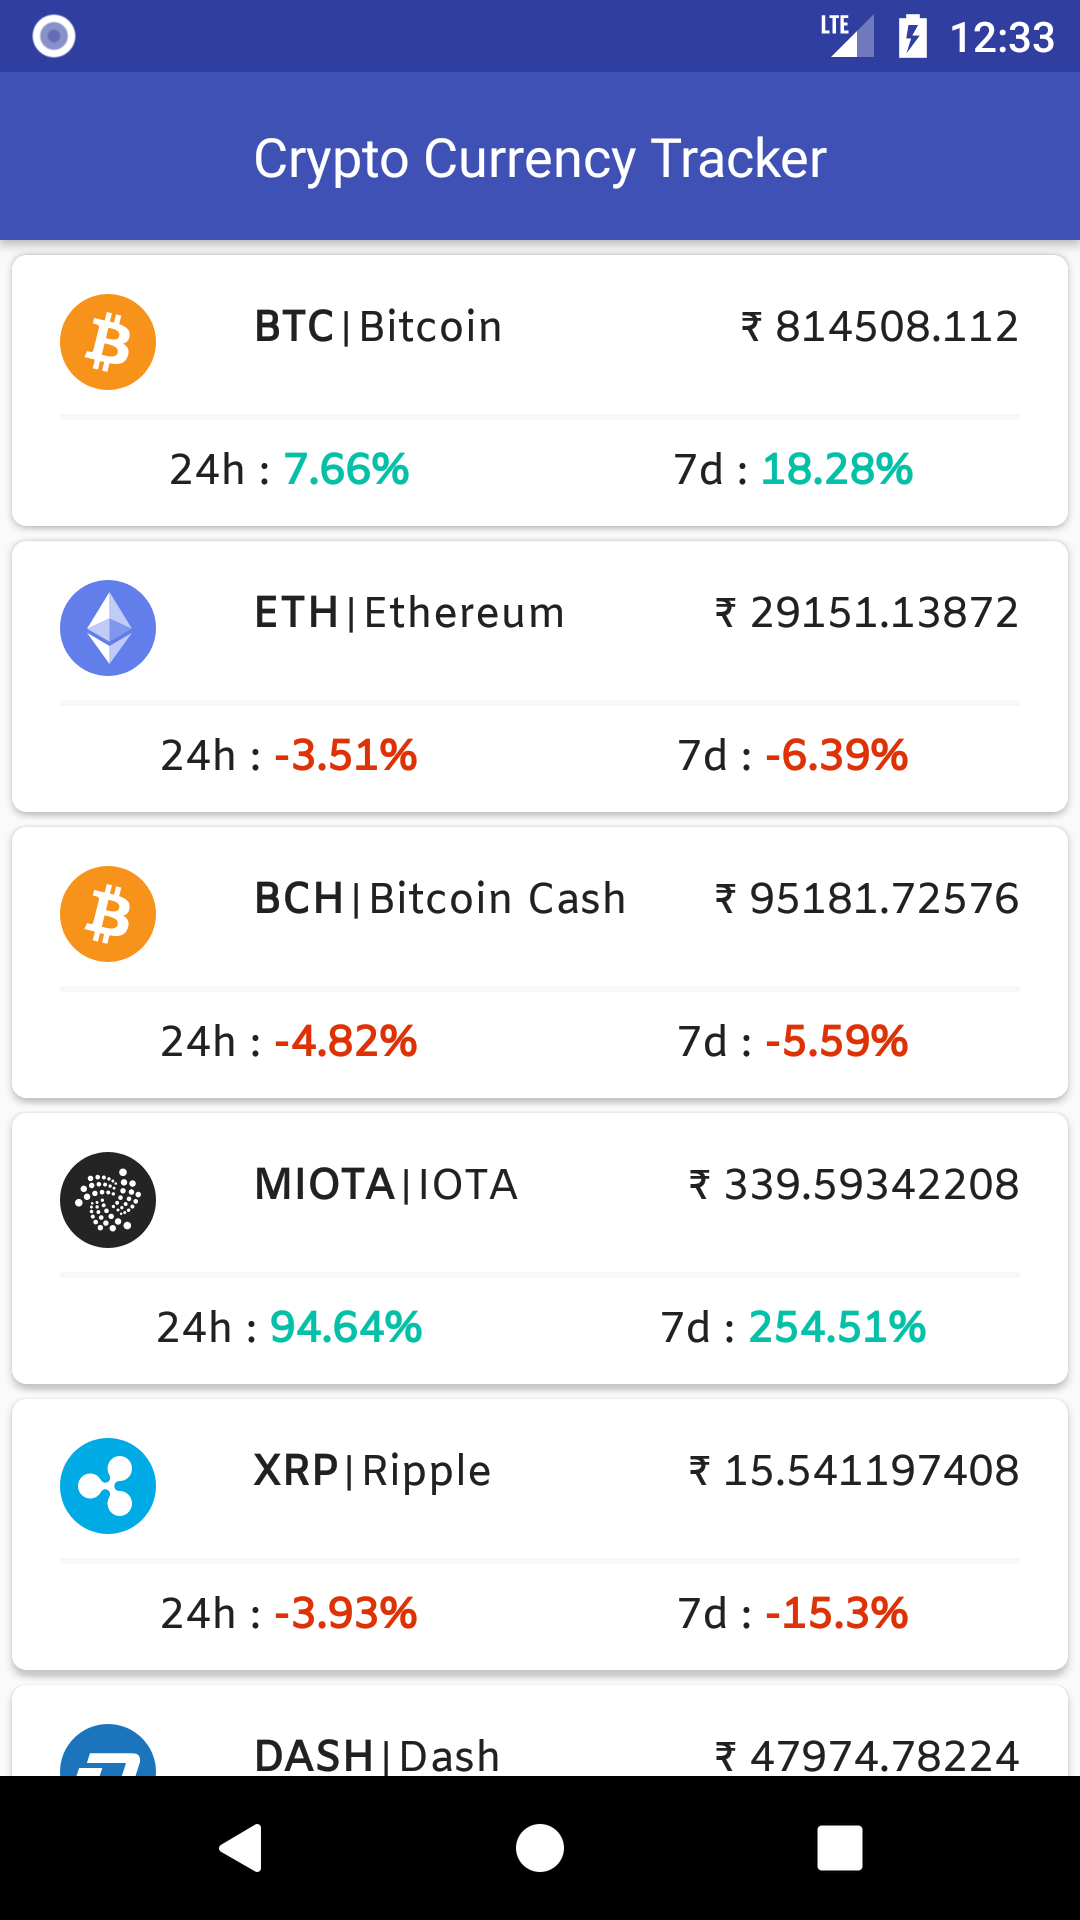 LTE 12:33
Crypto Currency Tracker
BTC|Bitcoin ₹ 814508.112
24h : 7.66% 7d : 18.28%
ETH|Ethereum ₹ 29151.13872
24h : -3.51% 7d : -6.39%
BCH|Bitcoin Cash ₹ 95181.72576
24h : -4.82% 7d : -5.59%
MIOTA|IOTA ₹ 339.59342208
24h : 94.64% 7d : 254.51%
XRP|Ripple ₹ 15.541197408
24h : -3.93% 7d : -15.3%
DASH|Dash ₹ 47974.78224